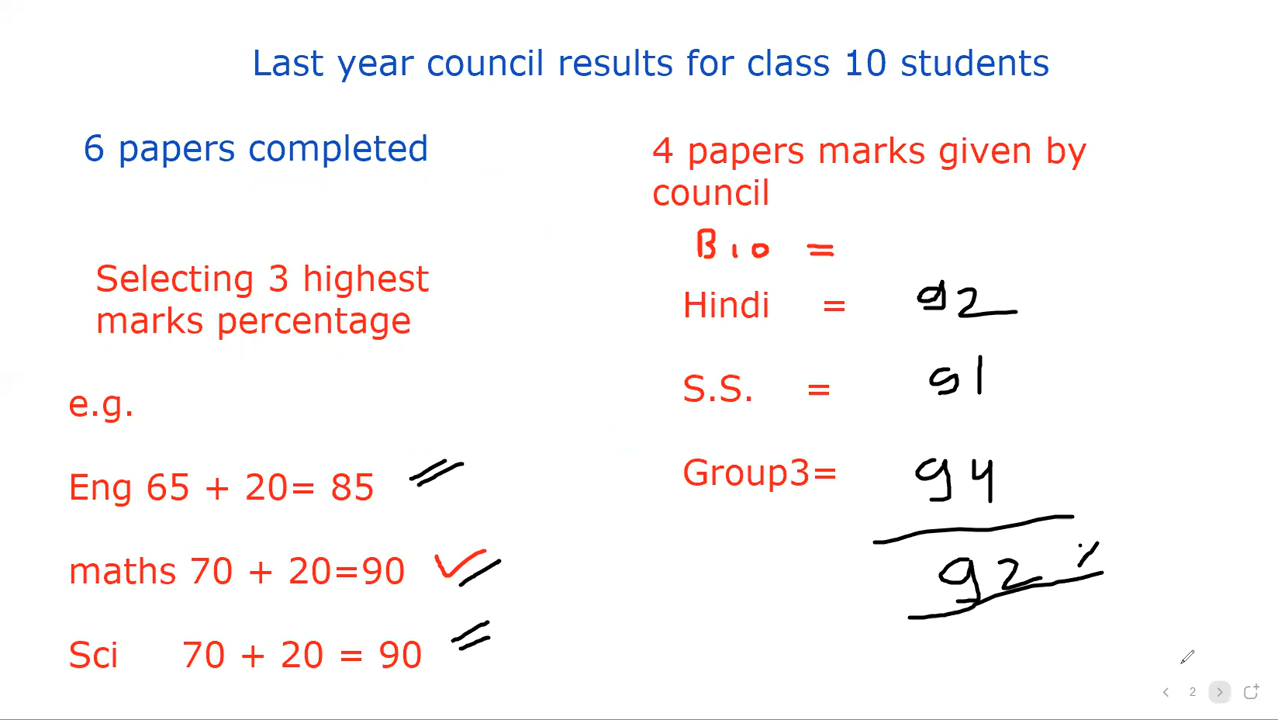 Last year council results for class 10 students
6 papers completed
Selecting 3 highest
marks percentage
e.g.
Eng 65 + 20= 85
maths 70 + 20=90
Sci 70 + 20 = 90
4 papers marks given by
council
Bio =
Hindi = 92
S.S. = 91
Group3= 94
92 %
2